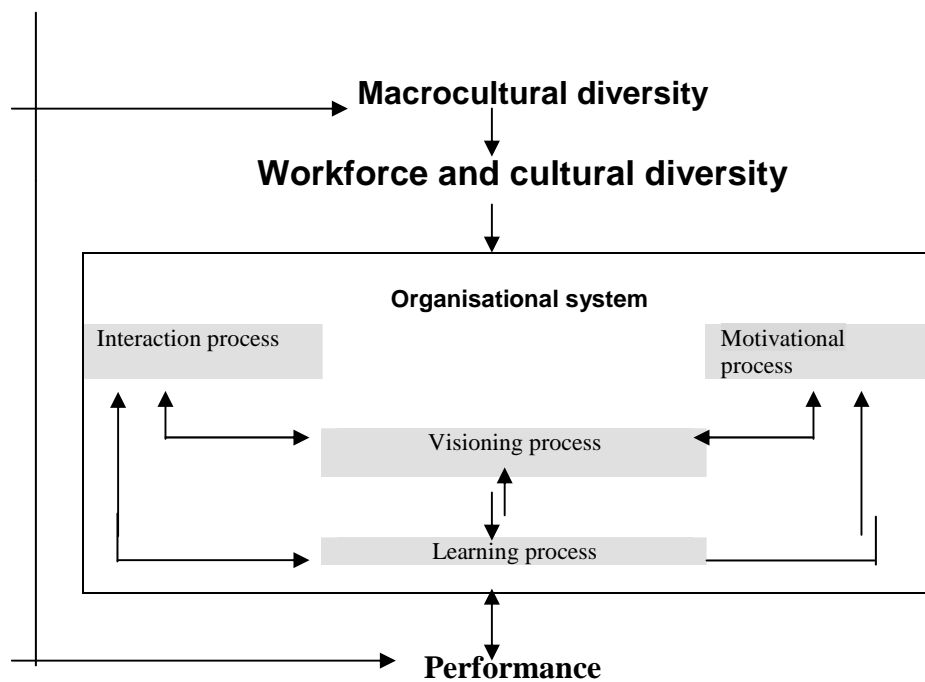 Macrocultural diversity
Workforce and cultural diversity
Organisational system
Interaction process
Motivational
process
Visioning process
Learning process
Performance